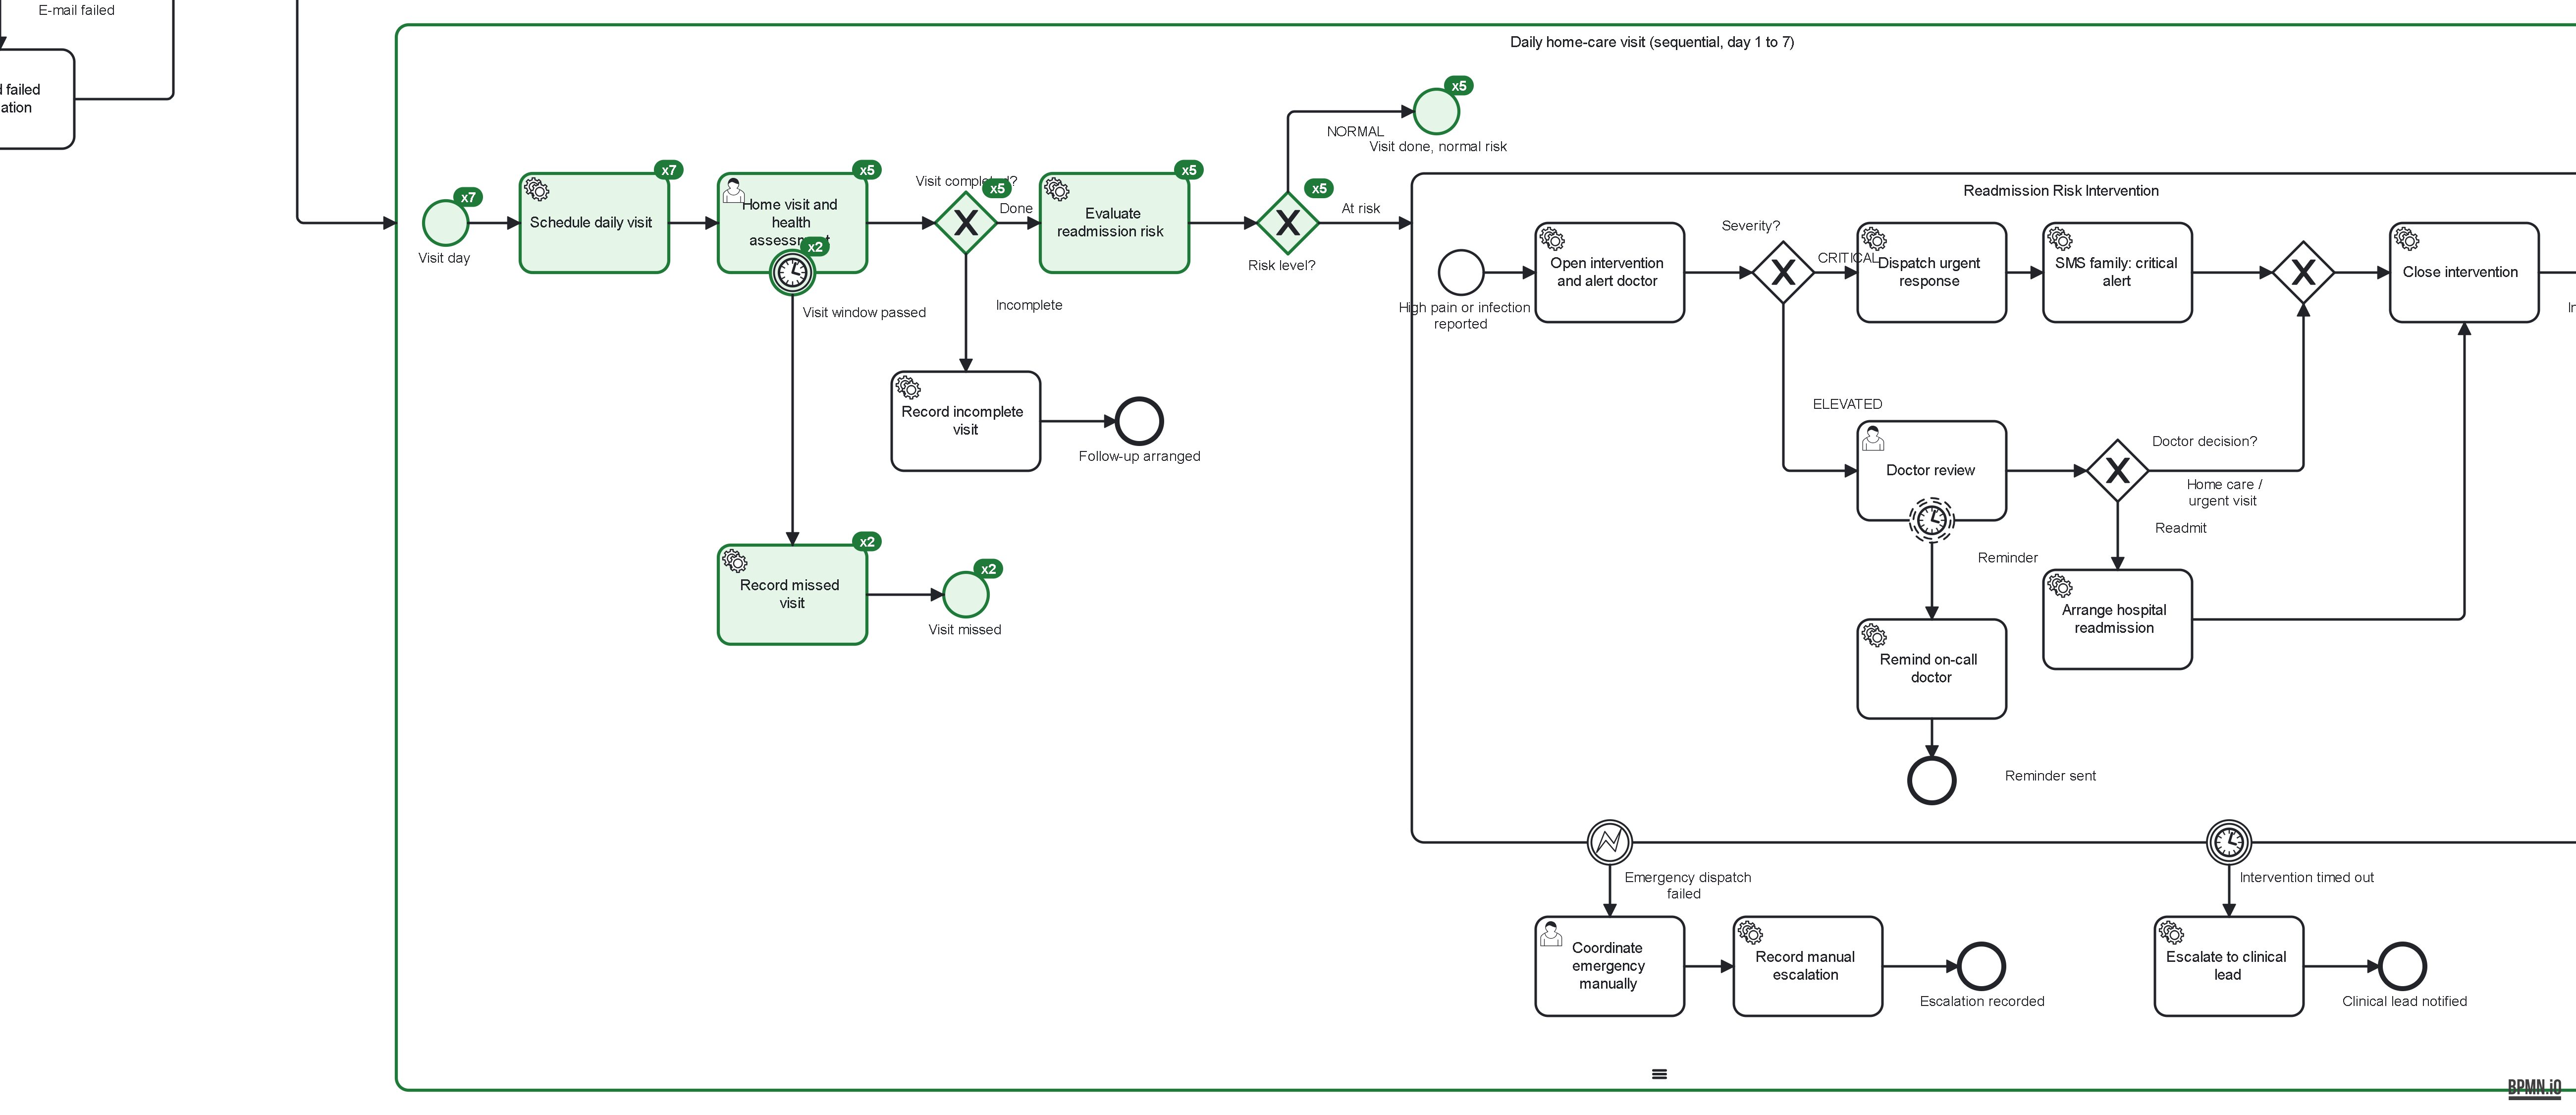 E-mail failed
Daily home-care visit (sequential, day 1 to 7)
d failed
ation
x5
NORMAL
Visit done, normal risk
x7
Visit day
x7
Schedule daily visit
x5
Home visit and
health
x2
Visit window passed
x5
Done
Incomplete
x5
Evaluate
readmission risk
x5
Risk level?
At risk
Record incomplete
visit
Follow-up arranged
x2
Record missed
visit
x2
Visit missed
Readmission Risk Intervention
High pain or infection
reported
Open intervention
and alert doctor
Severity?
CRITICAL
Dispatch urgent
response
SMS family: critical
alert
Close intervention
In
ELEVATED
Doctor review
Doctor decision?
Home care /
urgent visit
Readmit
Reminder
Arrange hospital
readmission
Remind on-call
doctor
Reminder sent
Emergency dispatch
failed
Intervention timed out
Coordinate
emergency
manually
Record manual
escalation
Escalation recorded
Escalate to clinical
lead
Clinical lead notified
BPMN.iO